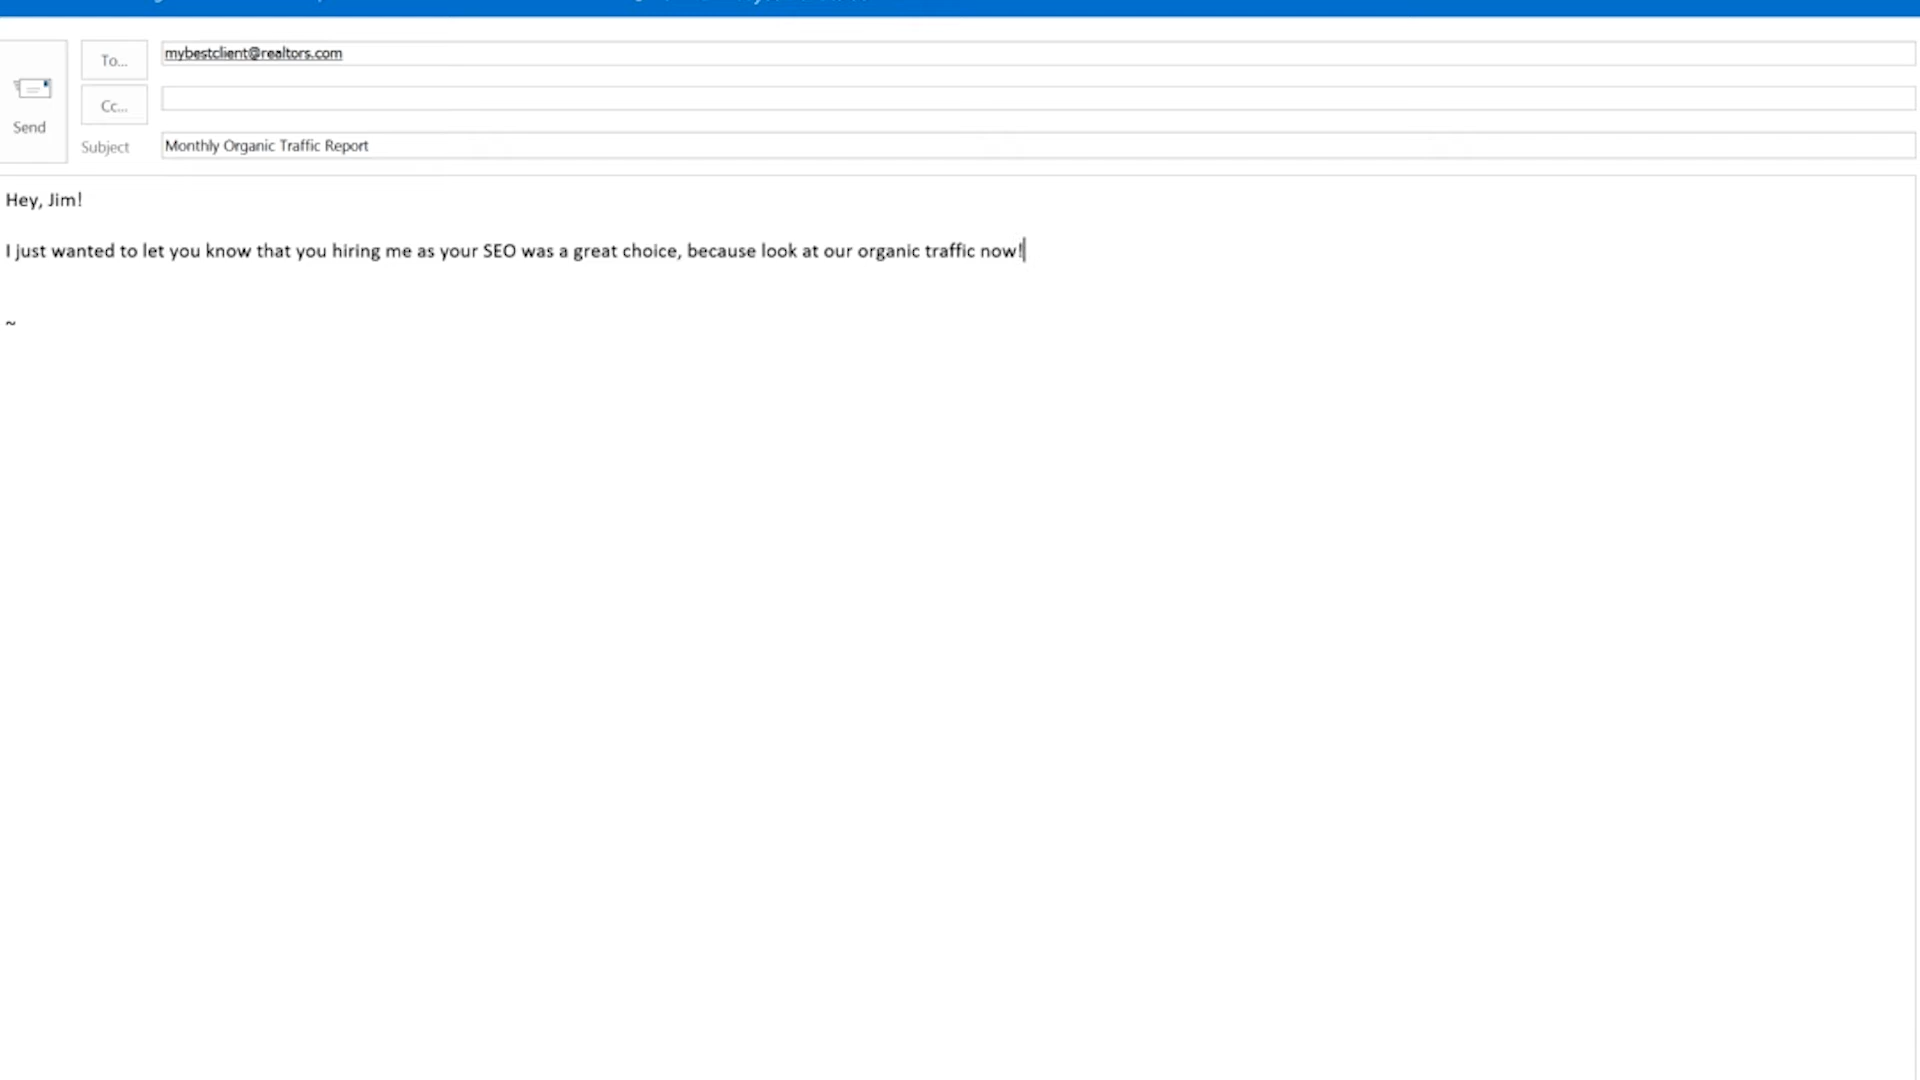 To...
mybestclient@realtors.com
Cc...
Send
Subject
Monthly Organic Traffic Report
Hey, Jim!
I just wanted to let you know that you hiring me as your SEO was a great choice, because look at our organic traffic now!
~